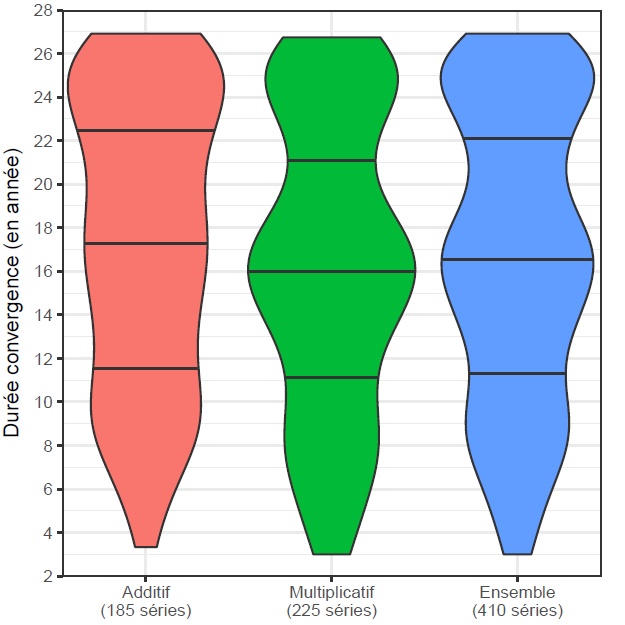 Durée convergence (en année)
28
26
24
22
20
18
16
14
12
10
8
6
4
2
Additif
(185 séries)
Multiplicatif
(225 séries)
Ensemble
(410 séries)